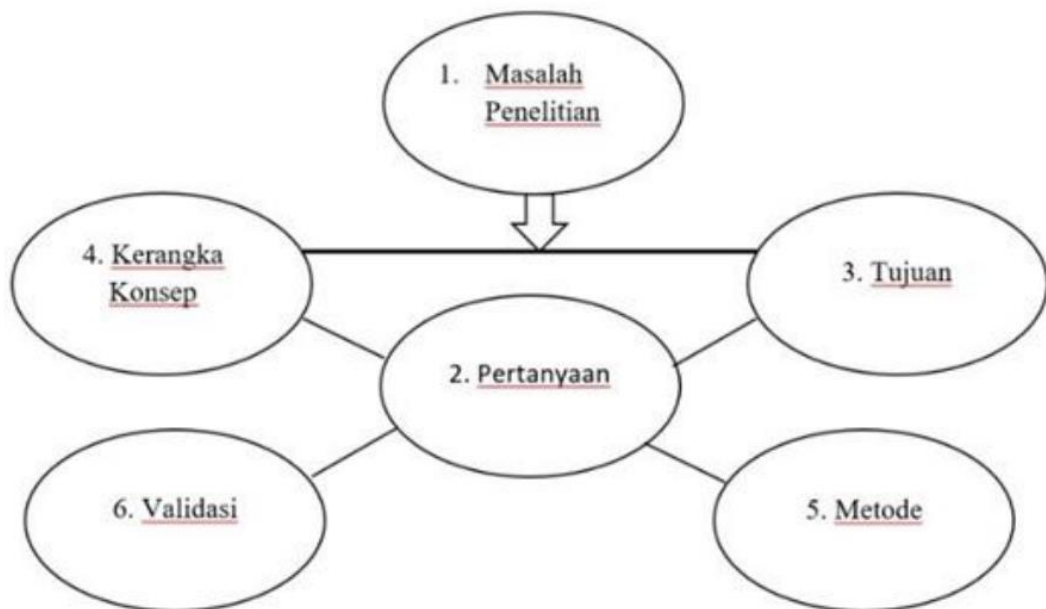 1. Masalah
Penelitian
4. Kerangka
Konsep
3. Tujuan
2. Pertanyaan
6. Validasi
5. Metode